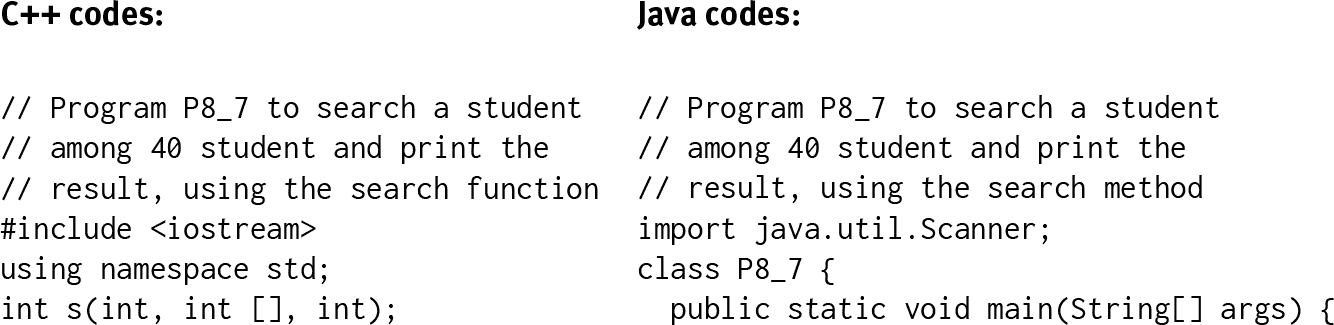 C++ codes:
// Program P8_7 to search a student
// among 40 student and print the
// result, using the search function
#include <iostream>
using namespace std;
int s(int, int [], int);
Java codes:
// Program P8_7 to search a student
// among 40 student and print the
// result, using the search method
import java.util.Scanner;
class P8_7 {
  public static void main(String[] args) {